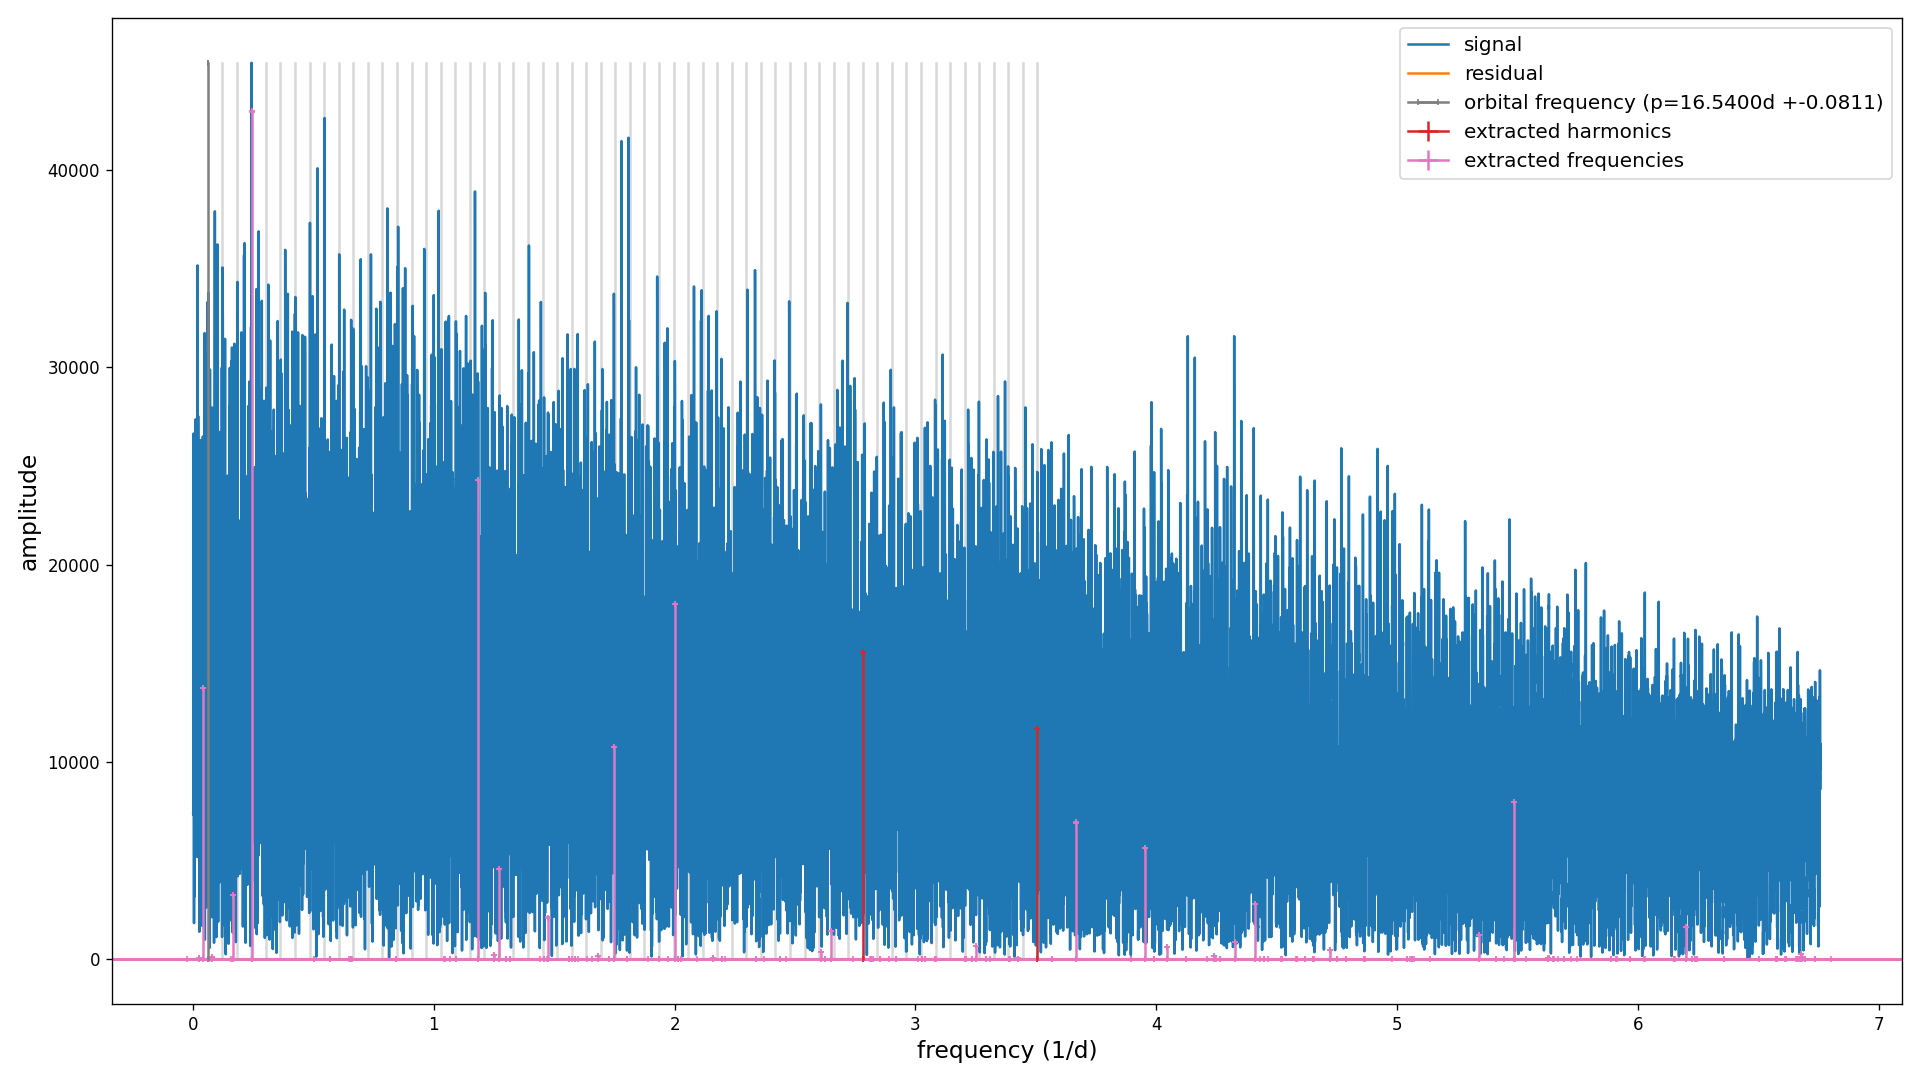 signal
residual
orbital frequency (p=16.5400d +-0.0811)
extracted harmonics
extracted frequencies
amplitude
40000
30000
20000
10000
0
0 1 2 3 4 5 6 7
frequency (1/d)